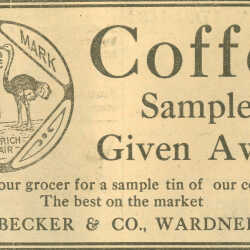 MARK
RICH
AIR
Coffe
Sample
Given Aw
our grocer for a sample tin of our co
The best on the market
BECKER & CO., WARDNE